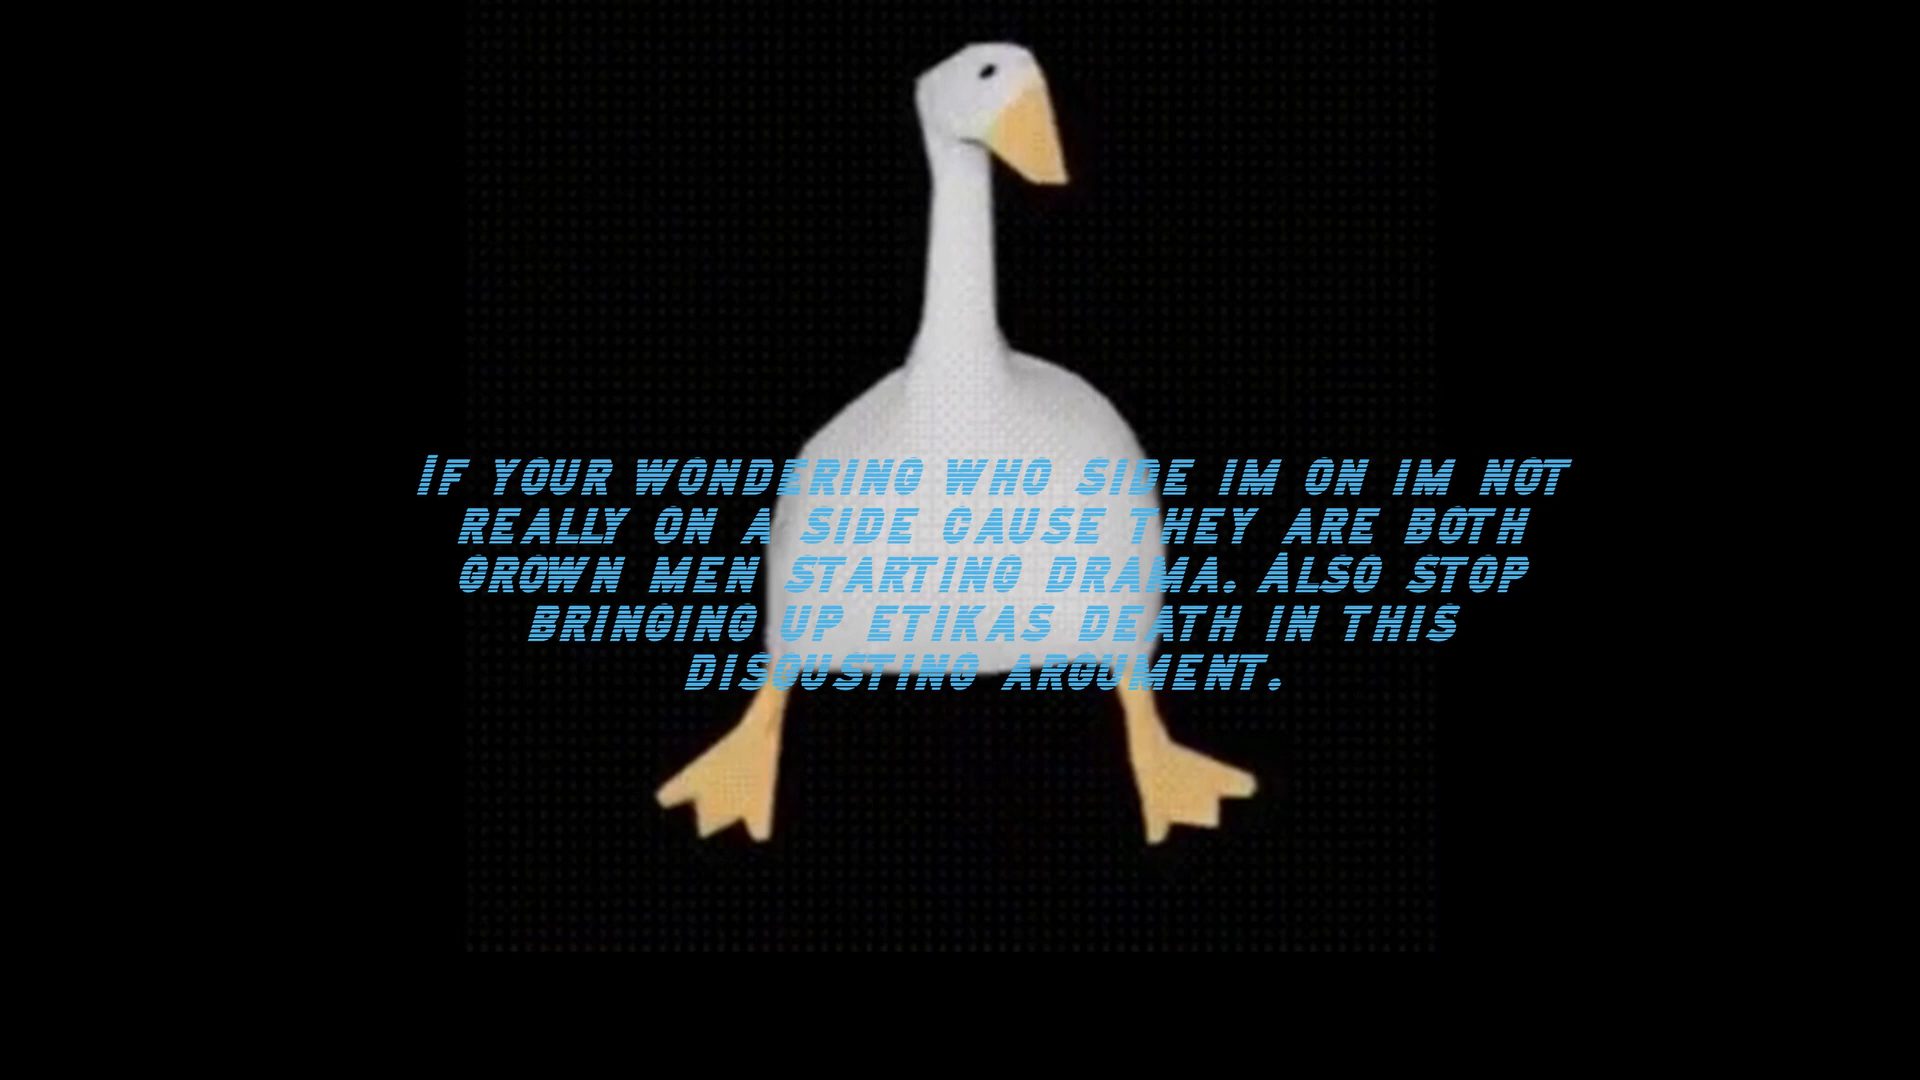 If your wondering who side im on im not
really on a side cause they are both
grown men starting drama. Also stop
bringing up etikas death in this
disgusting argument.